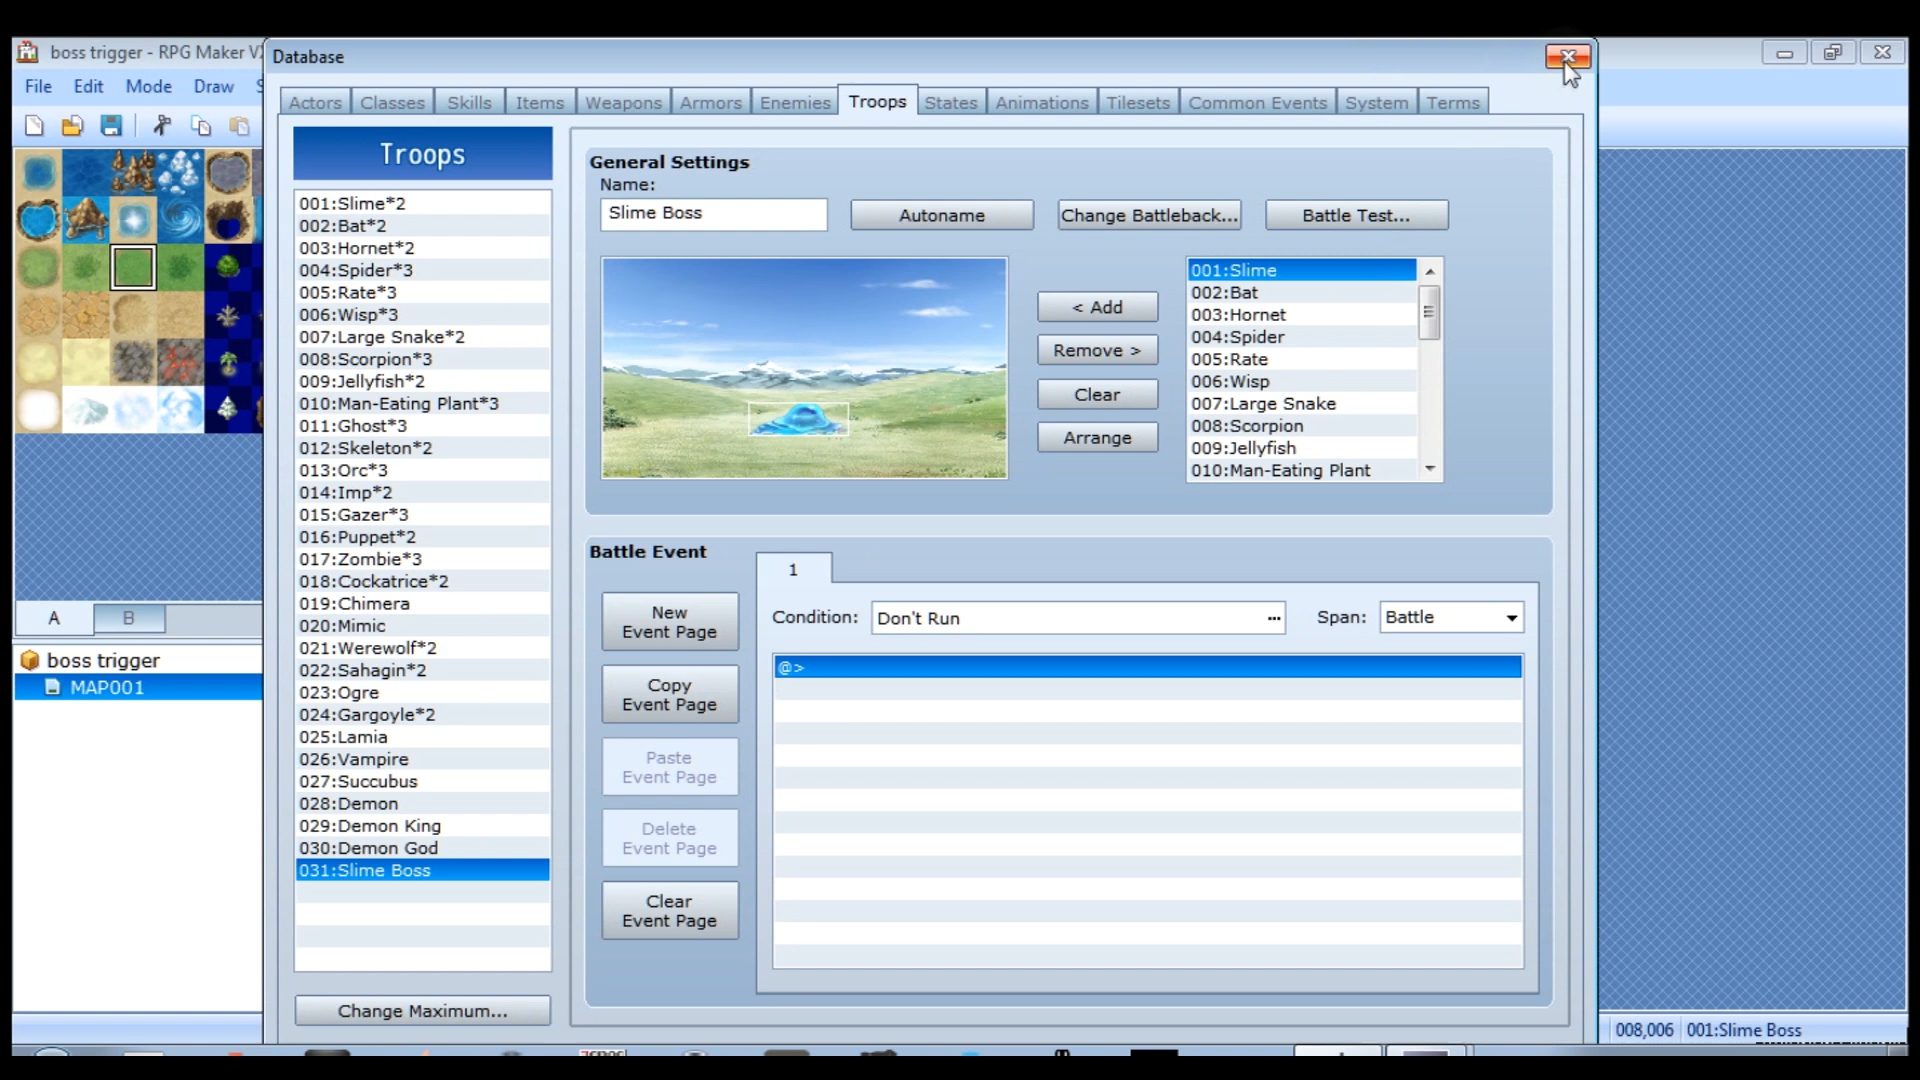 boss trigger - RPG Maker V
Database
File Edit Mode Draw
Actors Classes Skills Items Weapons Armors Enemies Troops States Animations Tilesets Common Events System Terms
Troops
001:Slime*2
002:Bat*2
003:Hornet*2
004:Spider*3
005:Rate*3
006:Wisp*3
007:Large Snake*2
008:Scorpion*3
009:Jellyfish*2
010:Man-Eating Plant*3
011:Ghost*3
012:Skeleton*2
013:Orc*3
014:Imp*2
015:Gazer*3
016:Puppet*2
017:Zombie*3
018:Cockatrice*2
019:Chimera
020:Mimic
021:Werewolf*2
022:Sahagin*2
023:Ogre
024:Gargoyle*2
025:Lamia
026:Vampire
027:Succubus
028:Demon
029:Demon King
030:Demon God
031:Slime Boss
Change Maximum...
General Settings
Name:
Slime Boss
Autoname
Change Battleback...
Battle Test...
< Add
Remove >
Clear
Arrange
001:Slime
002:Bat
003:Hornet
004:Spider
005:Rate
006:Wisp
007:Large Snake
008:Scorpion
009:Jellyfish
010:Man-Eating Plant
Battle Event
1
New
Event Page
Copy
Event Page
Paste
Event Page
Delete
Event Page
Clear
Event Page
Condition: Don't Run ... Span: Battle
@>
A B
boss trigger
MAP001
008,006 001:Slime Boss